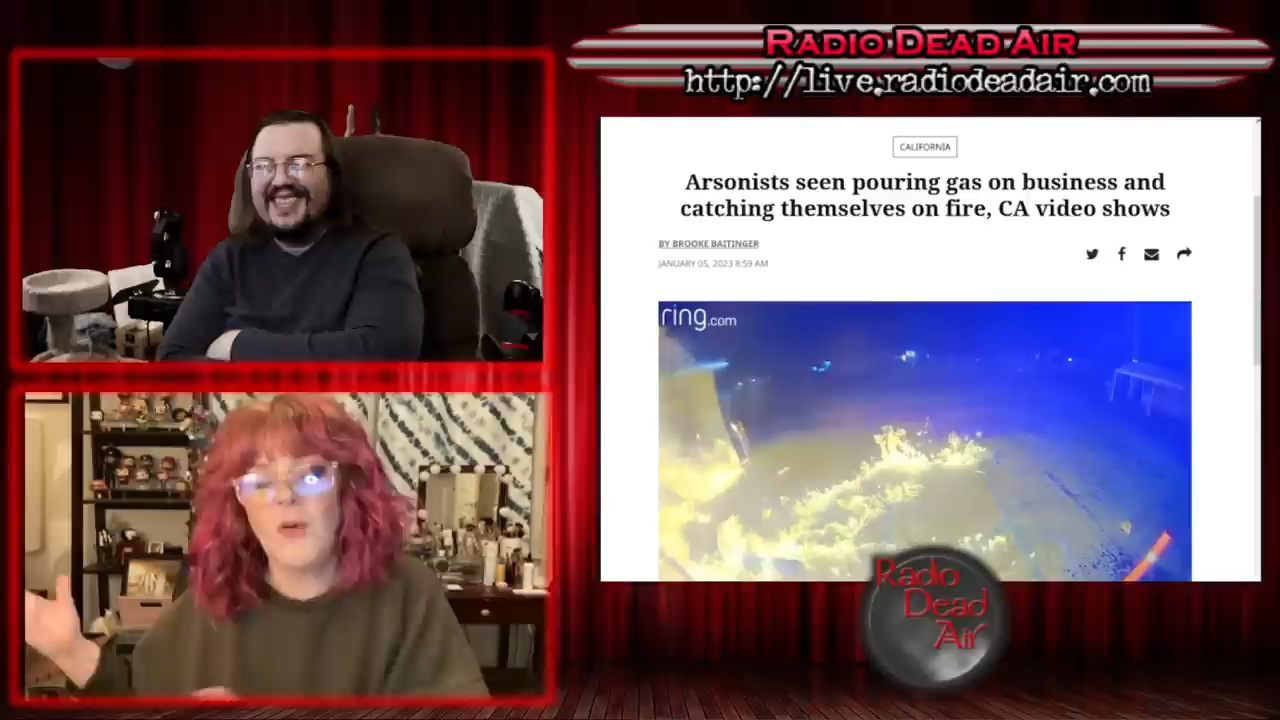 RADIO DEAD AIR
http://live.radiodeadair.com
CALIFORNIA
Arsonists seen pouring gas on business and
catching themselves on fire, CA video shows
BY BROOKE BAITINGER
JANUARY 05, 2023 8:59 AM
ring.com
Radio
Dead
Air